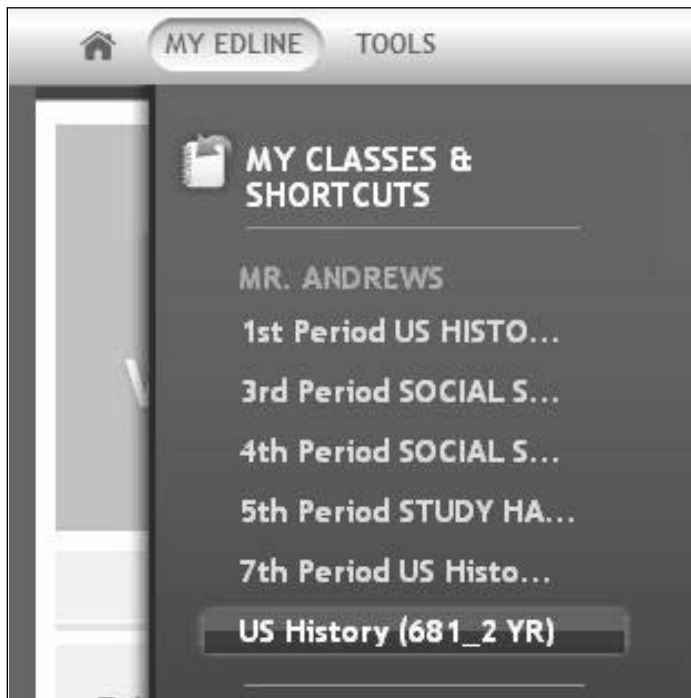 MY EDLINE TOOLS
MY CLASSES &
SHORTCUTS
MR. ANDREWS
1st Period US HISTO...
3rd Period SOCIAL S...
4th Period SOCIAL S...
5th Period STUDY HA...
7th Period US Histo...
US History (681_2 YR)